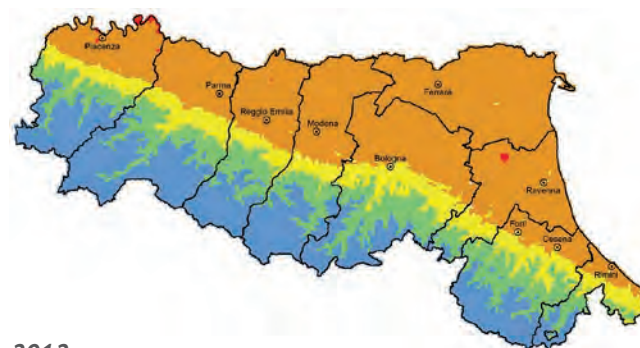 Piacenza
Parma
Reggio Emilia
Modena
Ferrara
Bologna
Ravenna
Forlì
Cesena
Rimini